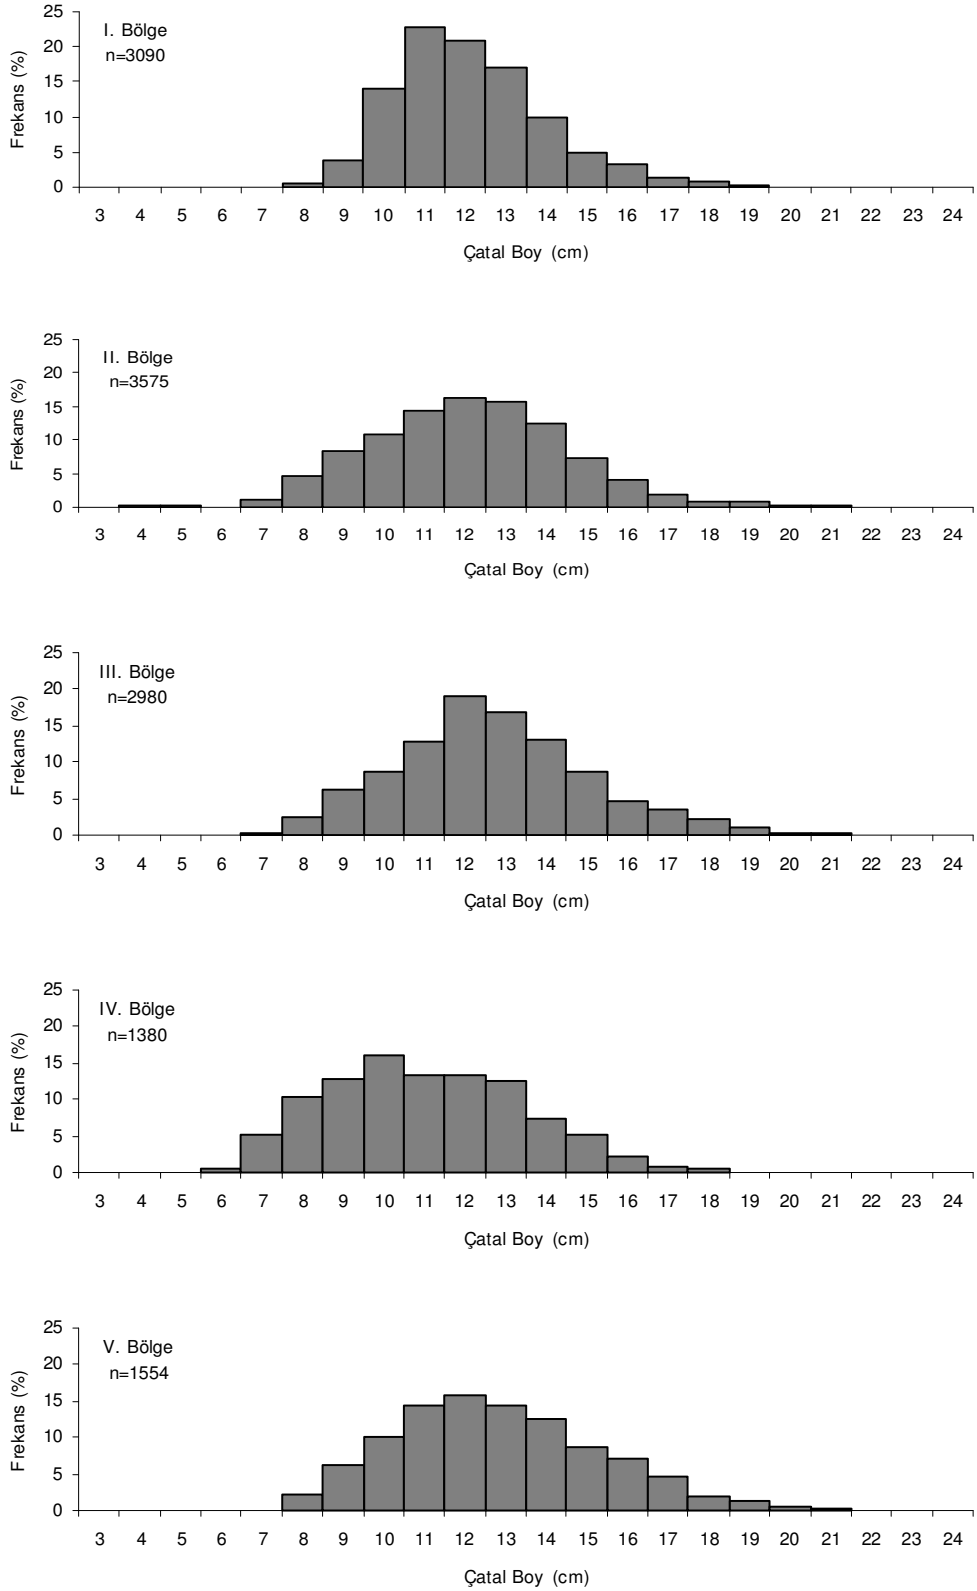 25
I. Bölge
20
n=3090
15
10
5
0
Frekans (%)
3 4 5 6 7 8 9 10 11 12 13 14 15 16 17 18 19 20 21 22 23 24
Çatal Boy (cm)
25
II. Bölge
20
n=3575
15
10
5
0
Frekans (%)
3 4 5 6 7 8 9 10 11 12 13 14 15 16 17 18 19 20 21 22 23 24
Çatal Boy (cm)
25
III. Bölge
20
n=2980
15
10
5
0
Frekans (%)
3 4 5 6 7 8 9 10 11 12 13 14 15 16 17 18 19 20 21 22 23 24
Çatal Boy (cm)
25
IV. Bölge
20
n=1380
15
10
5
0
Frekans (%)
3 4 5 6 7 8 9 10 11 12 13 14 15 16 17 18 19 20 21 22 23 24
Çatal Boy (cm)
25
V. Bölge
20
n=1554
15
10
5
0
Frekans (%)
3 4 5 6 7 8 9 10 11 12 13 14 15 16 17 18 19 20 21 22 23 24
Çatal Boy (cm)